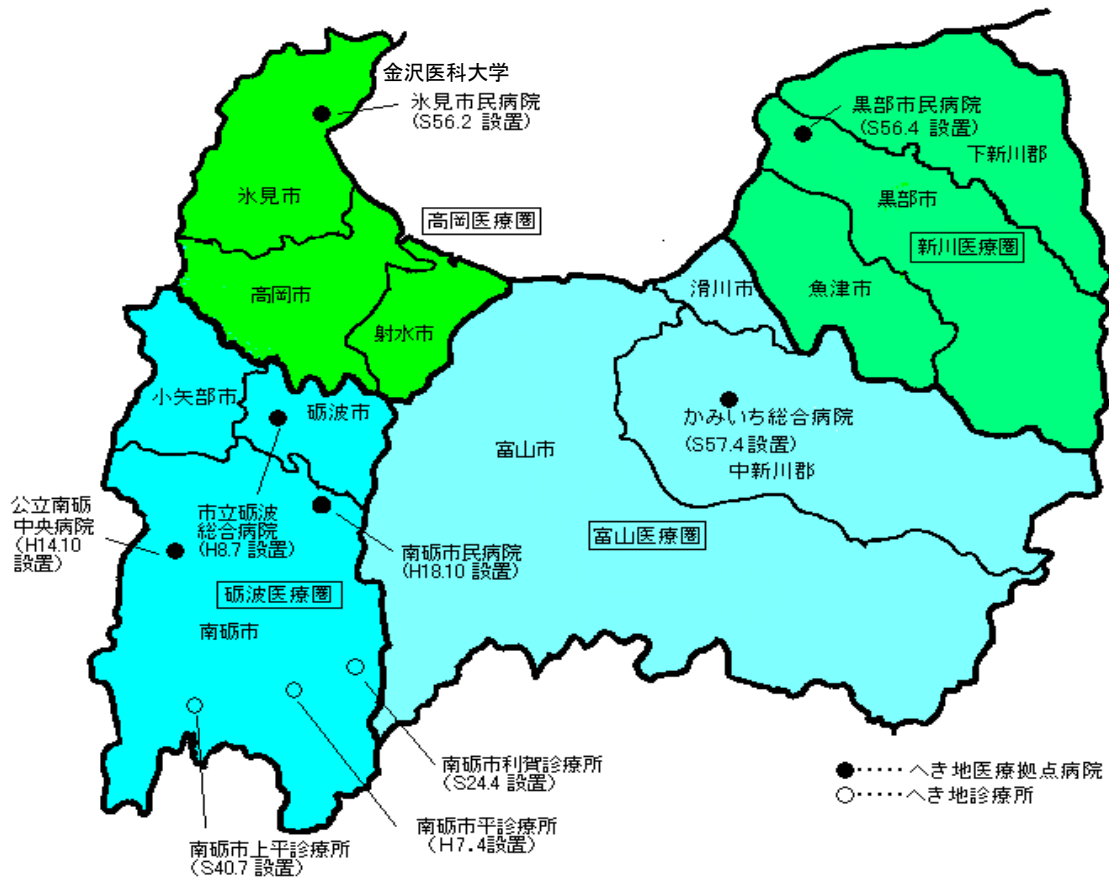 金沢医科大学
氷見市民病院
(S56.2 設置)
氷見市
高岡医療圏
高岡市
射水市
黒部市民病院
(S56.4 設置)
下新川郡
黒部市
新川医療圏
魚津市
滑川市
小矢部市
砺波市
かみいち総合病院
(S57.4設置)
中新川郡
富山市
富山医療圏
公立南砺
中央病院
(H14.10
設置)
市立砺波
総合病院
(H8.7 設置)
南砺市民病院
(H18.10 設置)
砺波医療圏
南砺市
南砺市利賀診療所
(S24.4 設置)
南砺市平診療所
(H7.4設置)
南砺市上平診療所
(S40.7 設置)
●‥‥‥へき地医療拠点病院
○‥‥‥へき地診療所